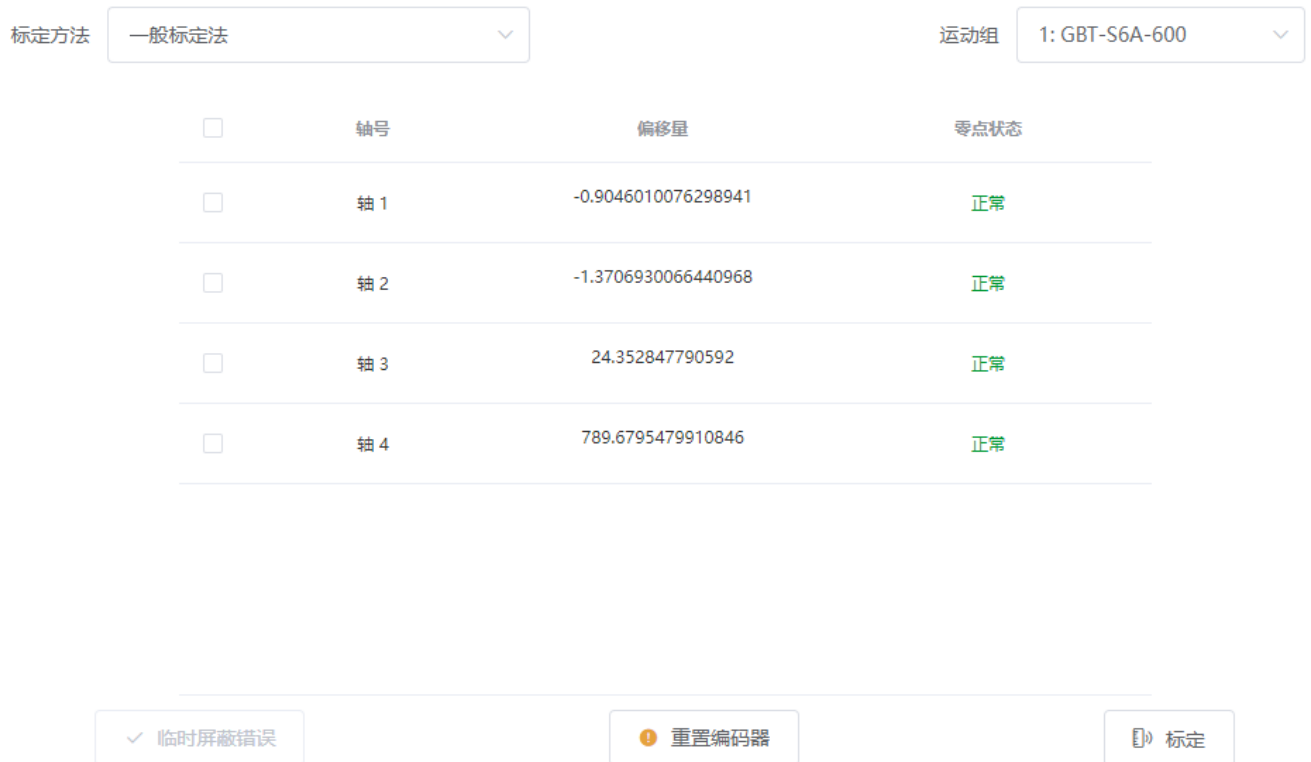 标定方法 一般标定法 运动组 1: GBT-S6A-600
轴号 偏移量 零点状态
轴 1 -0.9046010076298941 正常
轴 2 -1.3706930066440968 正常
轴 3 24.352847790592 正常
轴 4 789.6795479910846 正常
临时屏蔽错误 重置编码器 标定